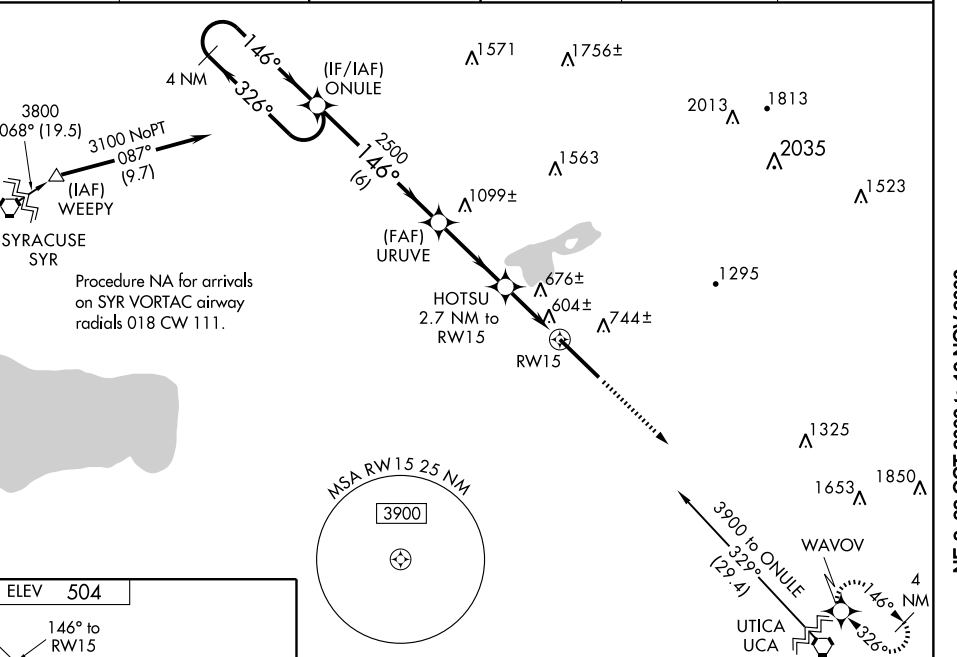 1571
1756±
146°
4 NM
326°
(IF/IAF)
ONULE
2013
1813
3800
068° (19.5)
3100 NoPT
087°
(9.7)
2500
146°
(6)
1563
2035
(IAF)
WEEPY
1099±
1523
SYRACUSE
SYR
(FAF)
URUVE
Procedure NA for arrivals
on SYR VORTAC airway
radials 018 CW 111.
HOTSU
2.7 NM to
RW15
676±
604±
744±
1295
RW15
1325
MSA RW15 25 NM
3900
1653
1850
3900 to ONULE
329°
(29.4)
WAVOV
146°
4
NM
326°
UTICA
UCA
ELEV 504
146° to
RW15